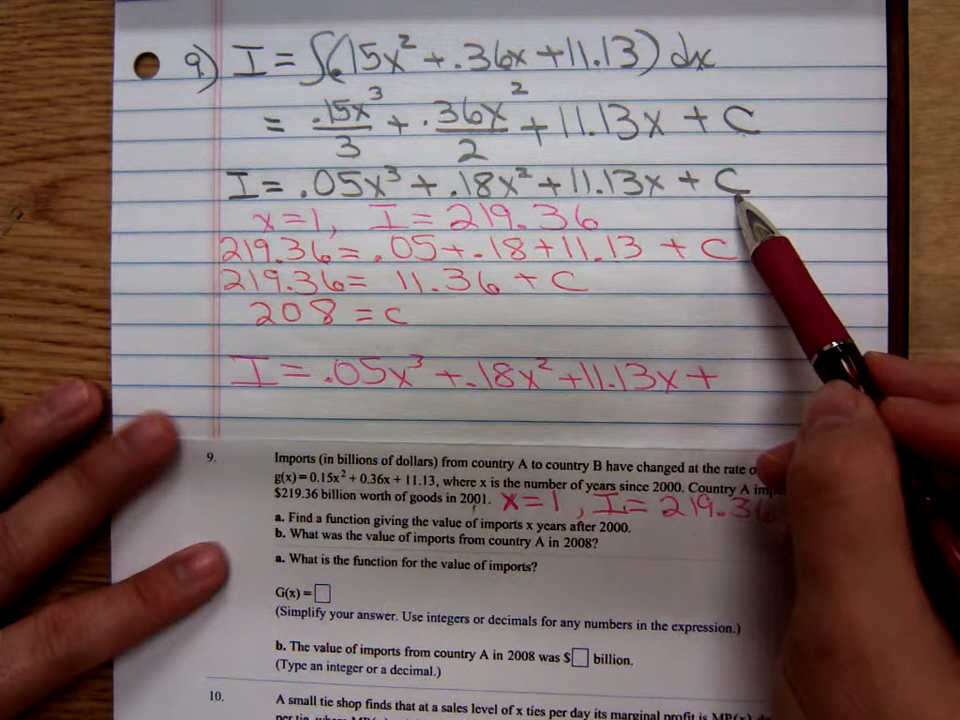 9) I = ∫(.15x² + .36x + 11.13) dx
= .15x³/3 + .36x²/2 + 11.13x + C
I = .05x³ + .18x² + 11.13x + C
x=1, I = 219.36
219.36 = .05 + .18 + 11.13 + C
219.36 = 11.36 + C
208 = C
I = .05x³ + .18x² + 11.13x +
9. Imports (in billions of dollars) from country A to country B have changed at the rate o
g(x) = 0.15x² + 0.36x + 11.13, where x is the number of years since 2000. Country A imp
$219.36 billion worth of goods in 2001. x=1, I = 219.36
a. Find a function giving the value of imports x years after 2000.
b. What was the value of imports from country A in 2008?
a. What is the function for the value of imports?
G(x) = □
(Simplify your answer. Use integers or decimals for any numbers in the expression.)
b. The value of imports from country A in 2008 was $□ billion.
(Type an integer or a decimal.)
10. A small tie shop finds that at a sales level of x ties per day its marginal profit is MP(x) d
per tie, where MP(x)